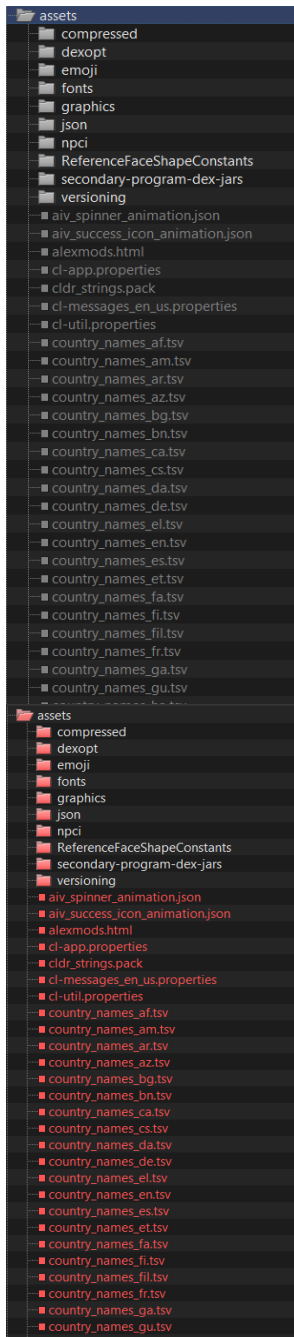 assets
compressed
dexopt
emoji
fonts
graphics
json
npci
ReferenceFaceShapeConstants
secondary-program-dex-jars
versioning
aiv_spinner_animation.json
aiv_success_icon_animation.json
alexmods.html
cl-app.properties
cldr_strings.pack
cl-messages_en_us.properties
cl-util.properties
country_names_af.tsv
country_names_am.tsv
country_names_ar.tsv
country_names_az.tsv
country_names_bg.tsv
country_names_bn.tsv
country_names_ca.tsv
country_names_cs.tsv
country_names_da.tsv
country_names_de.tsv
country_names_el.tsv
country_names_en.tsv
country_names_es.tsv
country_names_et.tsv
country_names_fa.tsv
country_names_fi.tsv
country_names_fil.tsv
country_names_fr.tsv
country_names_ga.tsv
country_names_gu.tsv
assets
compressed
dexopt
emoji
fonts
graphics
json
npci
ReferenceFaceShapeConstants
secondary-program-dex-jars
versioning
aiv_spinner_animation.json
aiv_success_icon_animation.json
alexmods.html
cl-app.properties
cldr_strings.pack
cl-messages_en_us.properties
cl-util.properties
country_names_af.tsv
country_names_am.tsv
country_names_ar.tsv
country_names_az.tsv
country_names_bg.tsv
country_names_bn.tsv
country_names_ca.tsv
country_names_cs.tsv
country_names_da.tsv
country_names_de.tsv
country_names_el.tsv
country_names_en.tsv
country_names_es.tsv
country_names_et.tsv
country_names_fa.tsv
country_names_fi.tsv
country_names_fil.tsv
country_names_fr.tsv
country_names_ga.tsv
country_names_gu.tsv